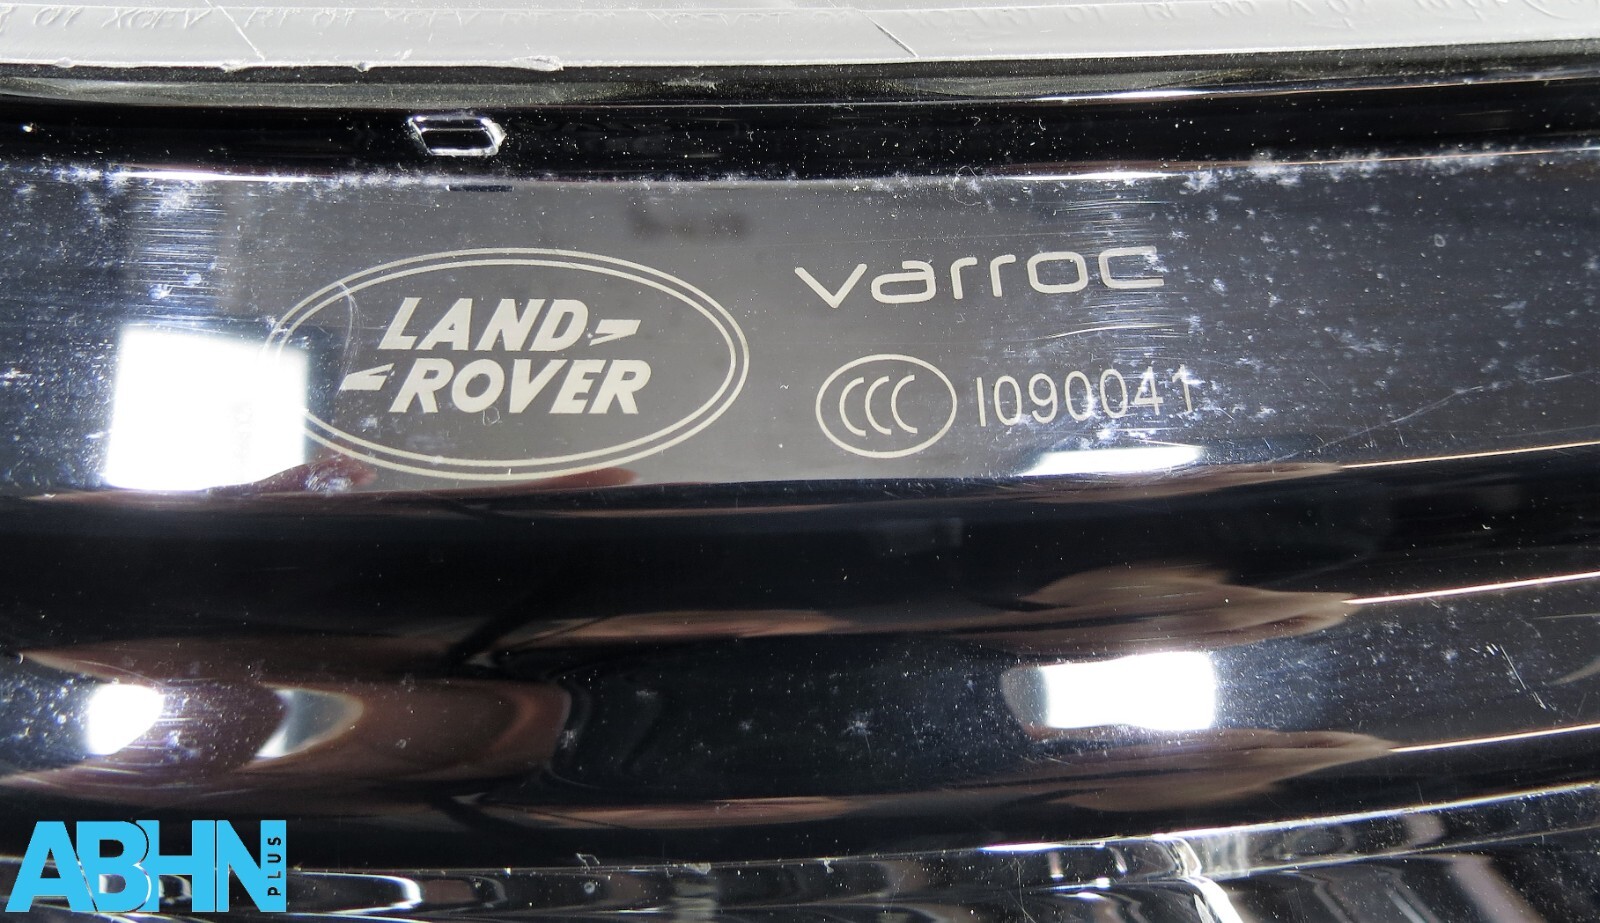 LAND
ROVER
varroc
CCC I090041
ABHN PLUS